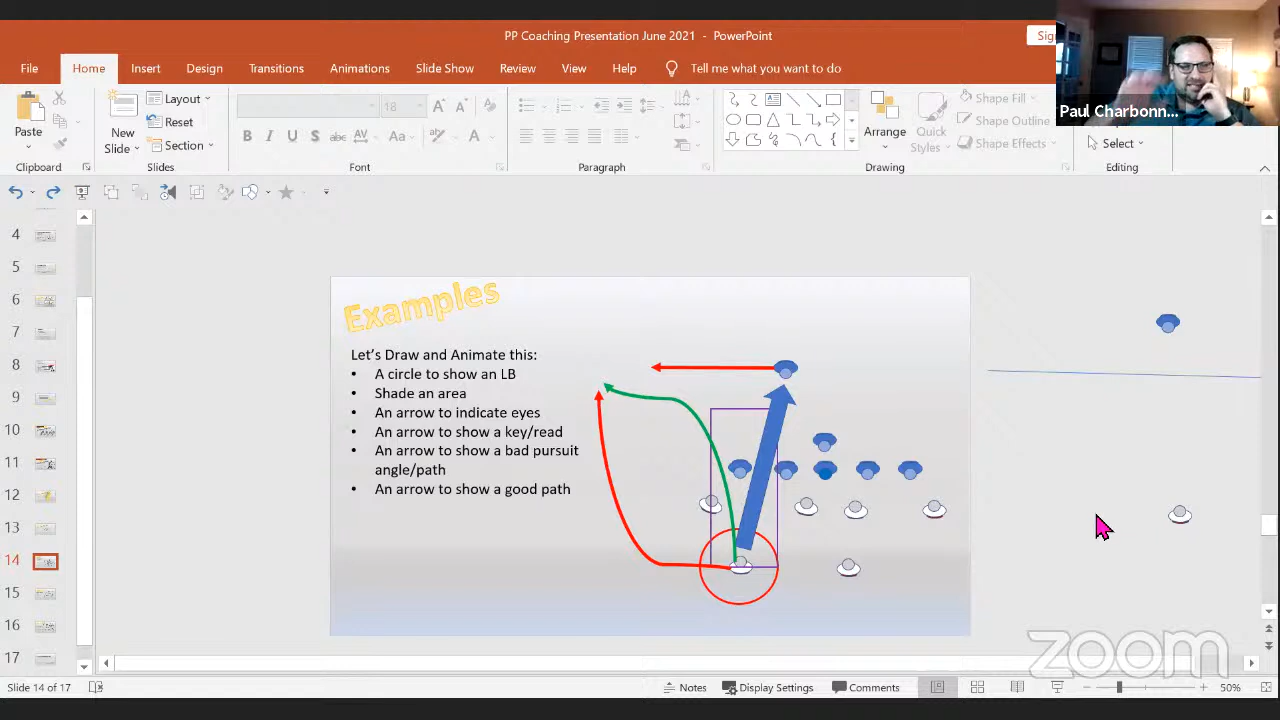 PP Coaching Presentation June 2021 - PowerPoint
Sig
File Home Insert Design Transitions Animations Slide Show Review View Help Tell me what you want to do
Paul Charbonn...
Paste
New Slide
Layout
Reset
Section
18
B I U S abc AV Aa A
Arrange
Quick Styles
Shape Fill
Shape Outline
Shape Effects
Select
Clipboard Slides Font Paragraph Drawing Editing
4
5
6
7
8
9
10
11
12
13
14
15
16
17
Examples
Let's Draw and Animate this:
• A circle to show an LB
• Shade an area
• An arrow to indicate eyes
• An arrow to show a key/read
• An arrow to show a bad pursuit
angle/path
• An arrow to show a good path
zoom
Slide 14 of 17 Notes Display Settings Comments 50%